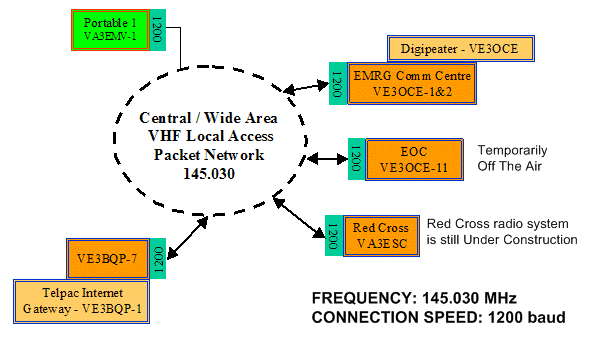 Portable 1
VA3EMV-1
1200
Digipeater - VE3OCE
1200
EMRG Comm Centre
VE3OCE-1&2
Central / Wide Area
VHF Local Access
Packet Network
145.030
1200
EOC
VE3OCE-11
Temporarily
Off The Air
1200
Red Cross
VA3ESC
Red Cross radio system
is still Under Construction
VE3BQP-7
1200
Telpac Internet
Gateway - VE3BQP-1
FREQUENCY: 145.030 MHz
CONNECTION SPEED: 1200 baud